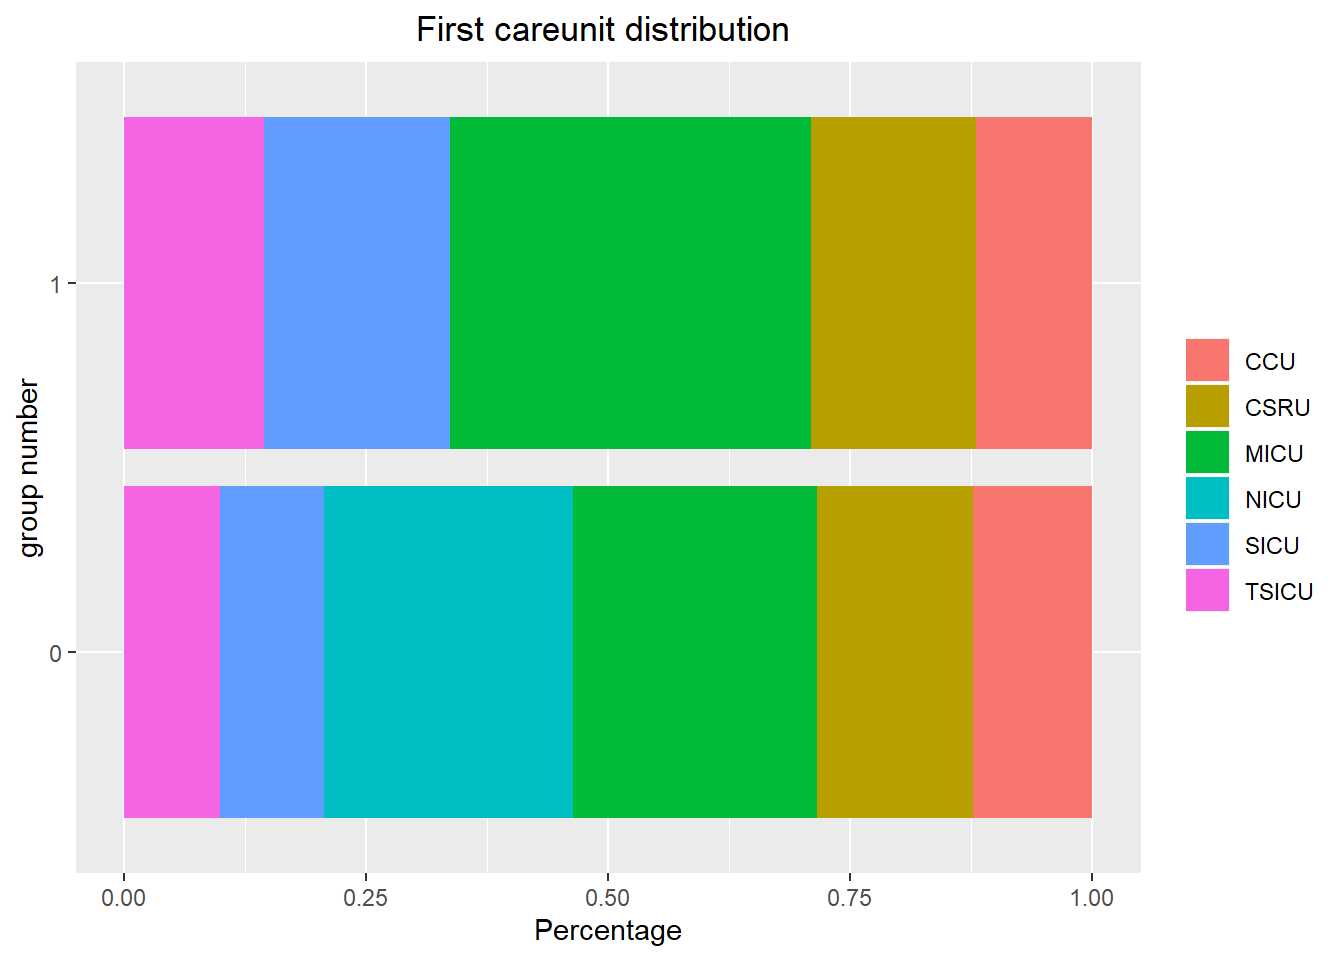 First careunit distribution
group number
1
0
0.00 0.25 0.50 0.75 1.00
Percentage
CCU
CSRU
MICU
NICU
SICU
TSICU